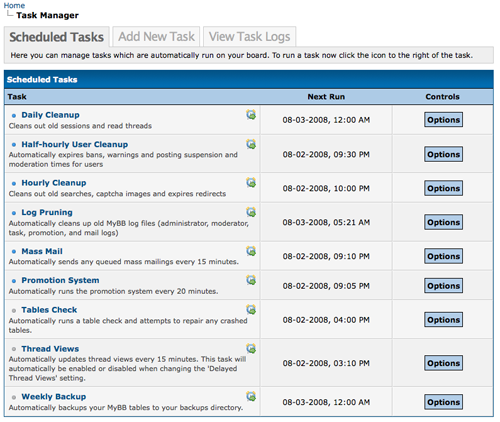 Home
Task Manager
Scheduled Tasks Add New Task View Task Logs
Here you can manage tasks which are automatically run on your board. To run a task now click the icon to the right of the task.
Scheduled Tasks
Task Next Run Controls
Daily Cleanup
Cleans out old sessions and read threads
08-03-2008, 12:00 AM Options
Half-hourly User Cleanup
Automatically expires bans, warnings and posting suspension and
moderation times for users
08-02-2008, 09:30 PM Options
Hourly Cleanup
Cleans out old searches, captcha images and expires redirects
08-02-2008, 10:00 PM Options
Log Pruning
Automatically cleans up old MyBB log files (administrator, moderator,
task, promotion, and mail logs)
08-03-2008, 05:21 AM Options
Mass Mail
Automatically sends any queued mass mailings every 15 minutes.
08-02-2008, 09:10 PM Options
Promotion System
Automatically runs the promotion system every 20 minutes.
08-02-2008, 09:05 PM Options
Tables Check
Automatically runs a table check and attempts to repair any crashed
tables.
08-02-2008, 04:00 PM Options
Thread Views
Automatically updates thread views every 15 minutes. This task will
automatically be enabled or disabled when changing the 'Delayed
Thread Views' setting.
08-02-2008, 03:10 PM Options
Weekly Backup
Automatically backups your MyBB tables to your backups directory.
08-03-2008, 12:00 AM Options